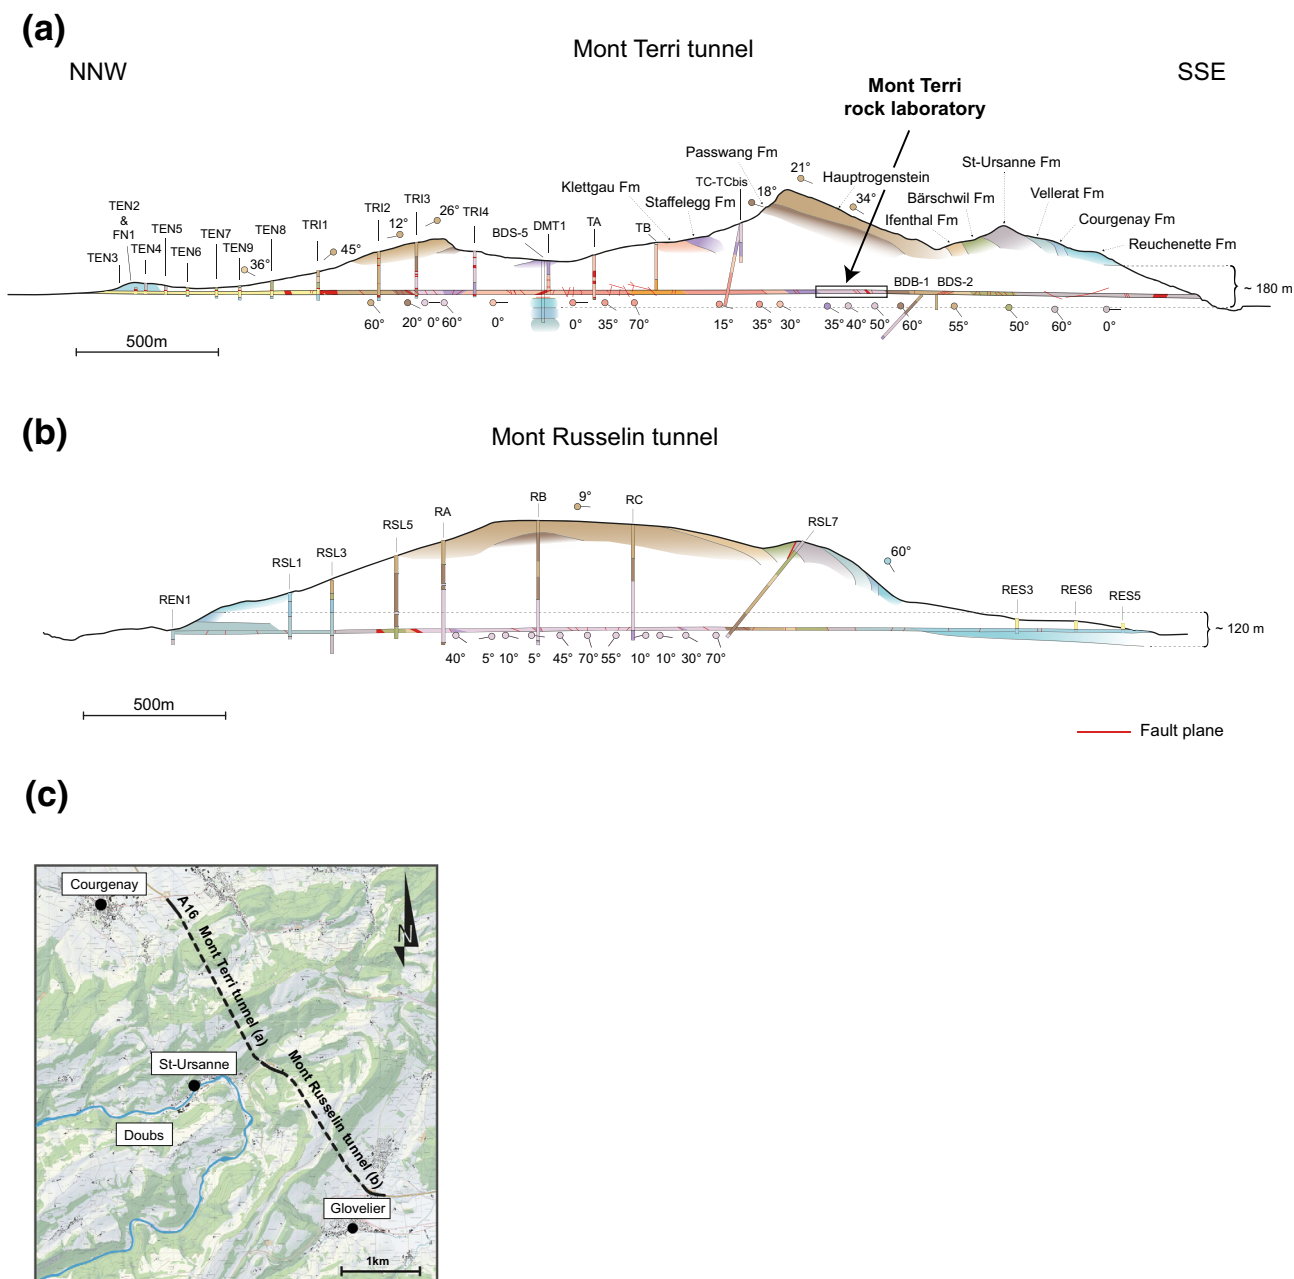 (a)
Mont Terri tunnel
NNW
SSE
Mont Terri
rock laboratory
Passwang Fm
21°
St-Ursanne Fm
TC-TCbis
18°
Hauptrogenstein
Klettgau Fm
Staffelegg Fm
34°
Bärschwil Fm
Vellerat Fm
Ifenthal Fm
Courgenay Fm
Reuchenette Fm
TEN2
&
FN1
TEN3
TEN4
TEN5
TEN6
TEN7
TEN9
36°
TEN8
TRI1
45°
TRI2
12°
TRI3
26°
TRI4
BDS-5
DMT1
TA
TB
BDB-1
BDS-2
~ 180 m
60°
20°
0°
60°
0°
0°
35°
70°
15°
35°
30°
35°
40°
50°
60°
55°
50°
60°
0°
500m
(b)
Mont Russelin tunnel
REN1
RSL1
RSL3
RSL5
RA
RB
9°
RC
RSL7
60°
RES3
RES6
RES5
~ 120 m
40°
5°
10°
5°
45°
70°
55°
10°
10°
30°
70°
500m
Fault plane
(c)
Courgenay
A16
N
Mont Terri tunnel (a)
St-Ursanne
Mont Russelin tunnel (b)
Doubs
Glovelier
1km